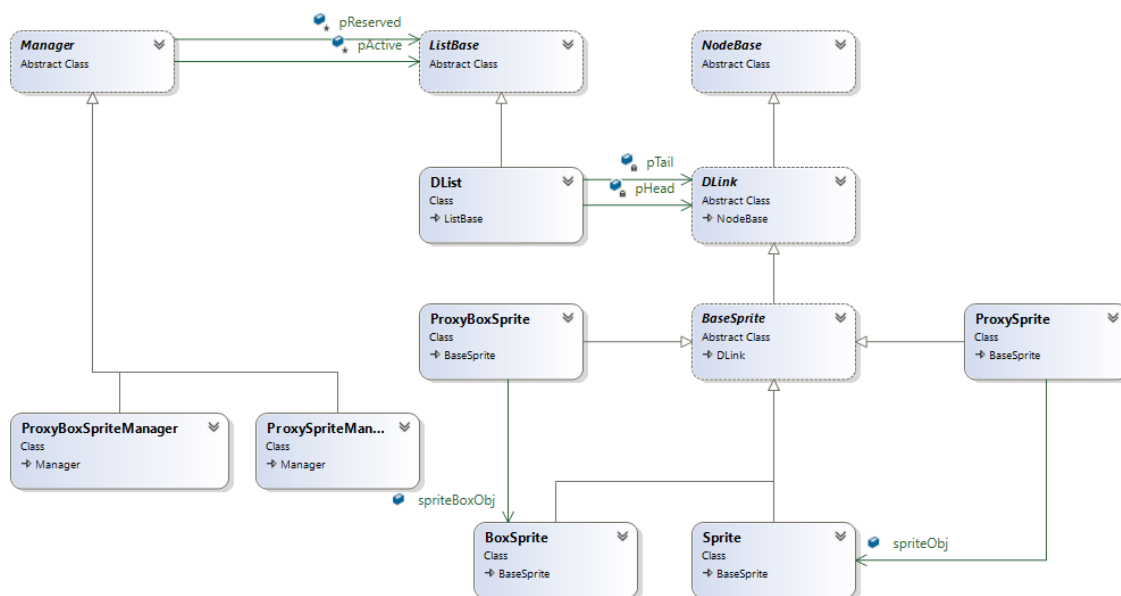 pReserved
pActive
Manager
Abstract Class
ListBase
Abstract Class
NodeBase
Abstract Class
pTail
pHead
DList
Class
ListBase
DLink
Abstract Class
NodeBase
ProxyBoxSprite
Class
BaseSprite
BaseSprite
Abstract Class
DLink
ProxySprite
Class
BaseSprite
ProxyBoxSpriteManager
Class
Manager
ProxySpriteMan...
Class
Manager
spriteBoxObj
BoxSprite
Class
BaseSprite
Sprite
Class
BaseSprite
spriteObj